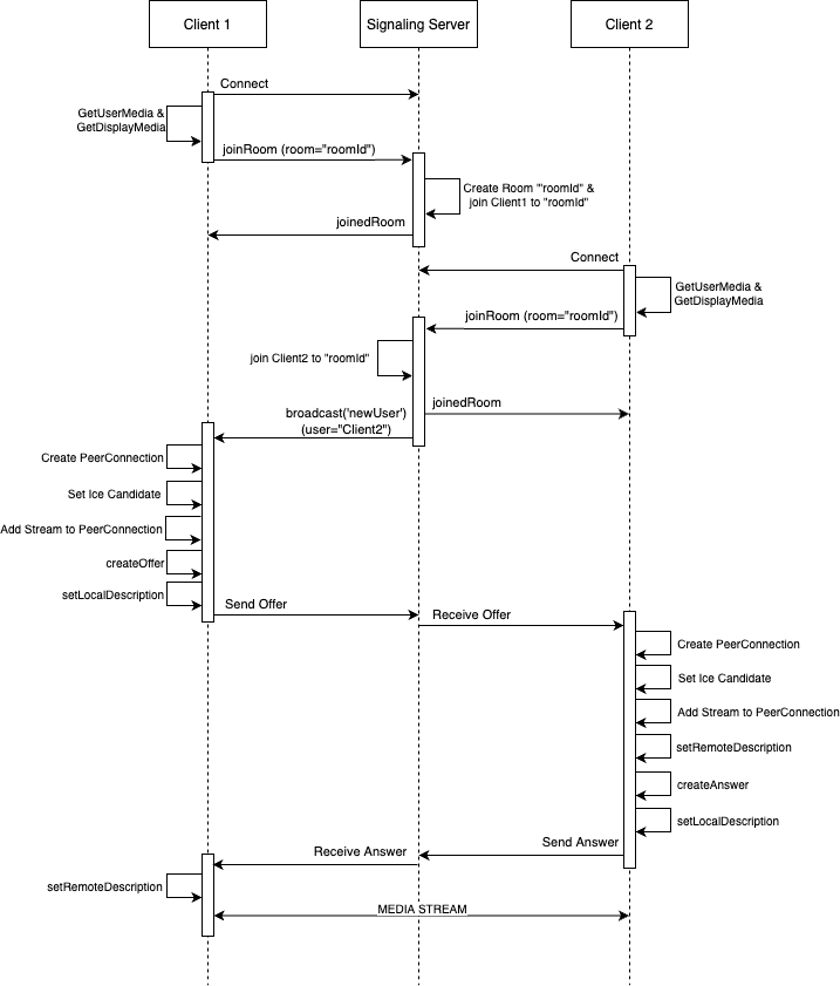 Client 1
Signaling Server
Client 2
Connect
GetUserMedia &
GetDisplayMedia
joinRoom (room="roomId")
Create Room "'roomId" &
join Client1 to "roomId"
joinedRoom
Connect
GetUserMedia &
GetDisplayMedia
joinRoom (room="roomId")
join Client2 to "roomId"
joinedRoom
broadcast('newUser')
(user="Client2")
Create PeerConnection
Set Ice Candidate
Add Stream to PeerConnection
createOffer
setLocalDescription
Send Offer
Receive Offer
Create PeerConnection
Set Ice Candidate
Add Stream to PeerConnection
setRemoteDescription
createAnswer
setLocalDescription
Send Answer
Receive Answer
setRemoteDescription
MEDIA STREAM